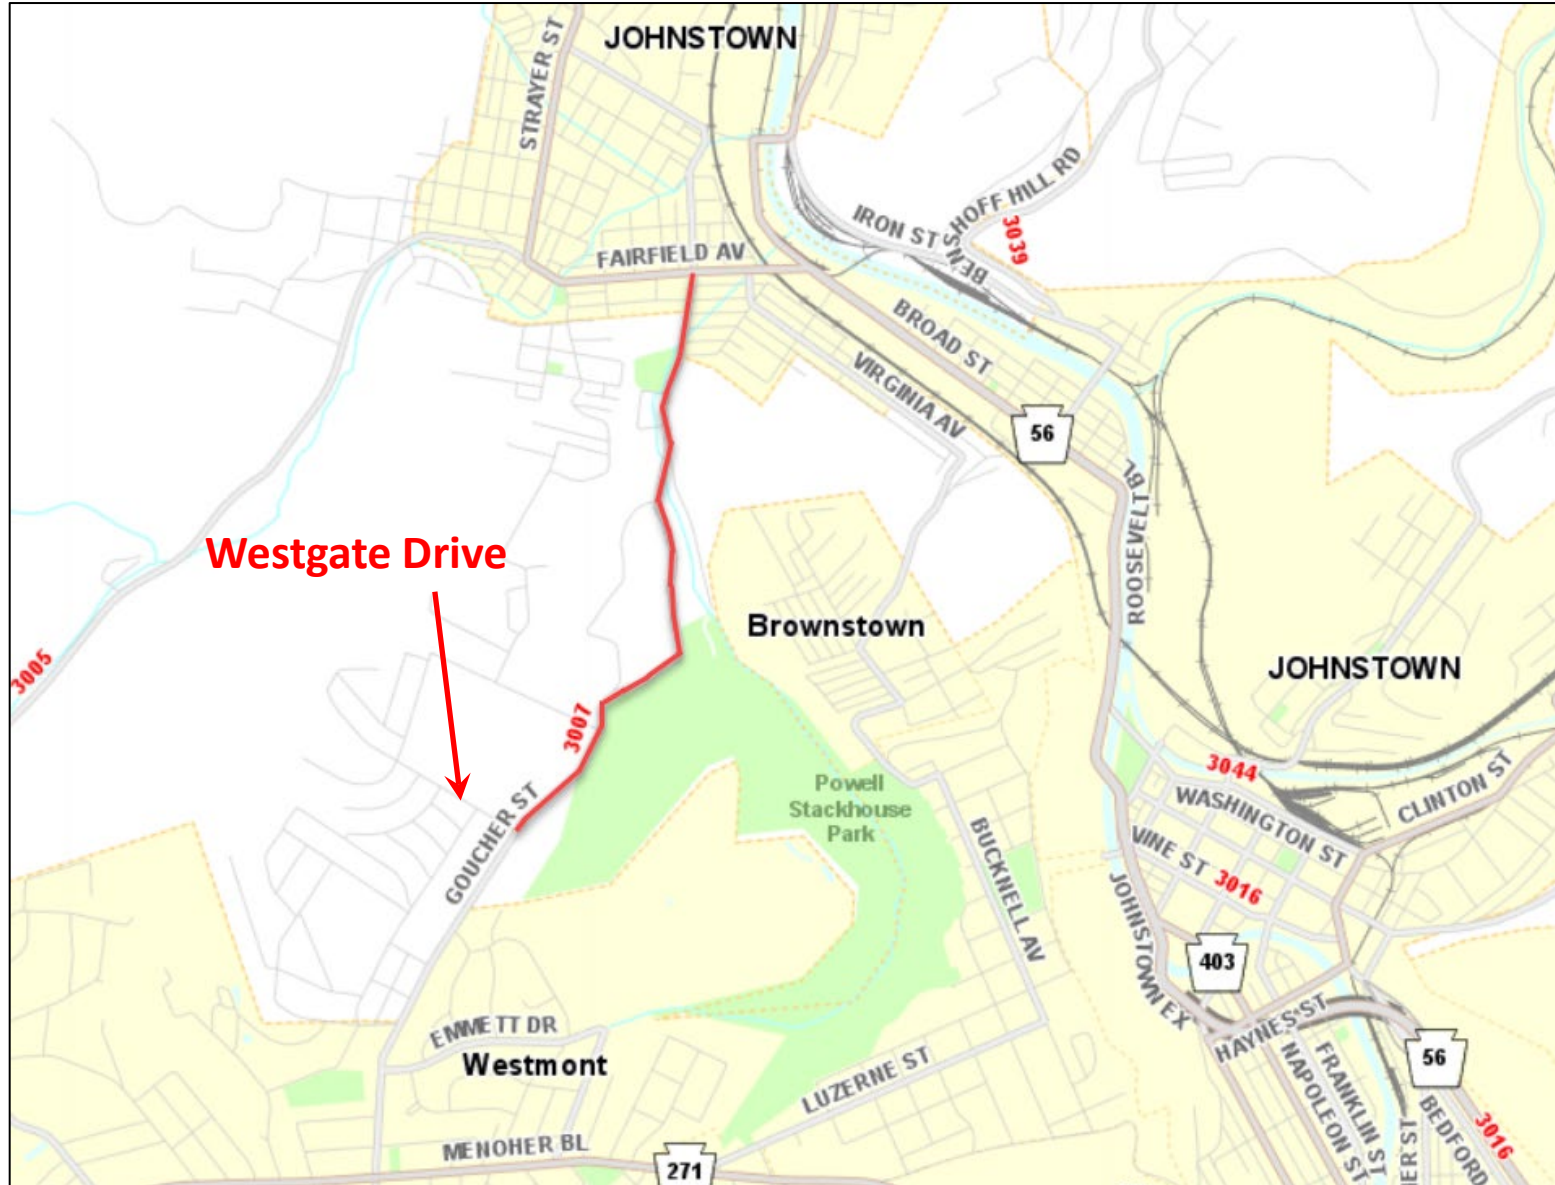 JOHNSTOWN
STRAYER ST
BENSHOFF HILL RD
IRON ST
3039
FAIRFIELD AV
BROAD ST
VIRGINIA AV
56
ROOSEVELT BL
Westgate Drive
Brownstown
3005
JOHNSTOWN
3007
3044
Powell
Stackhouse
Park
WASHINGTON ST
CLINTON ST
GOUCHER ST
BUCKNELL AV
VINE ST
3016
JOHNSTOWN EX
403
HAYNES ST
EMMETT DR
Westmont
LUZERNE ST
NAPOLEON ST
FRANKLIN ST
56
BEDFORD
3016
MENOHER BL
271
ER ST